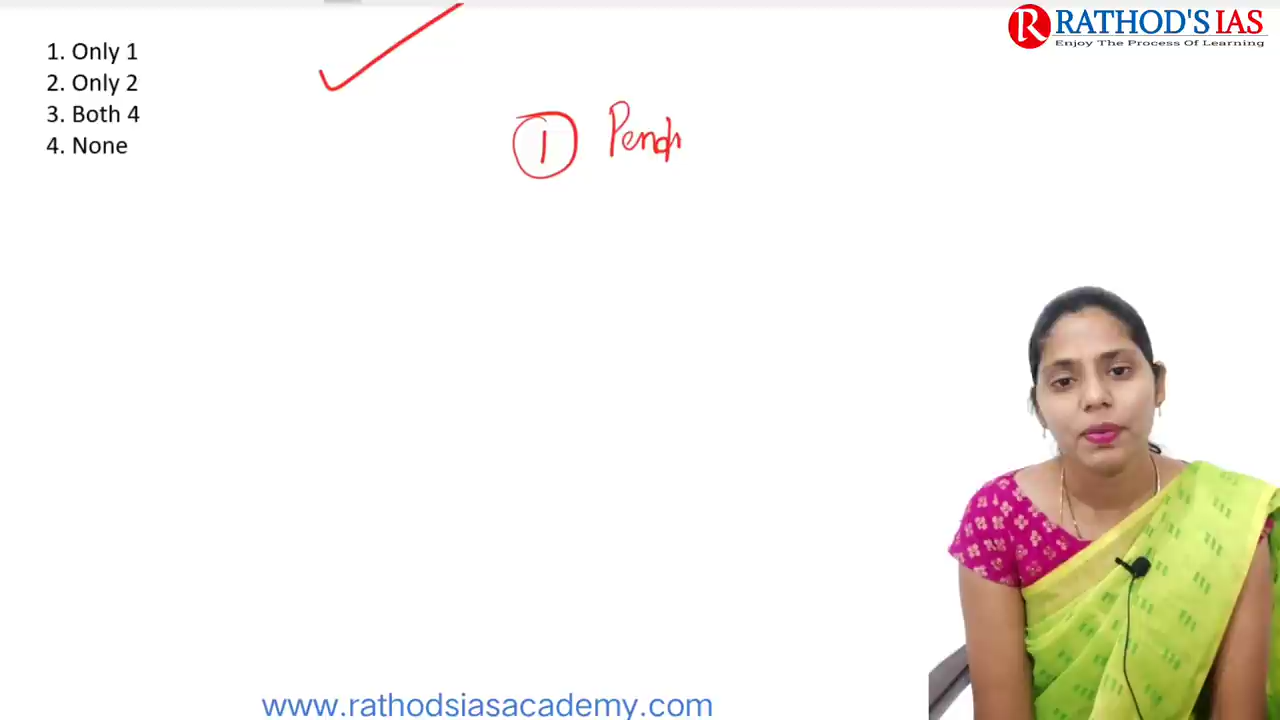 RATHOD'S IAS
Enjoy The Process Of Learning
1. Only 1
2. Only 2
3. Both 4
4. None
1
www.rathodsiasacademy.com